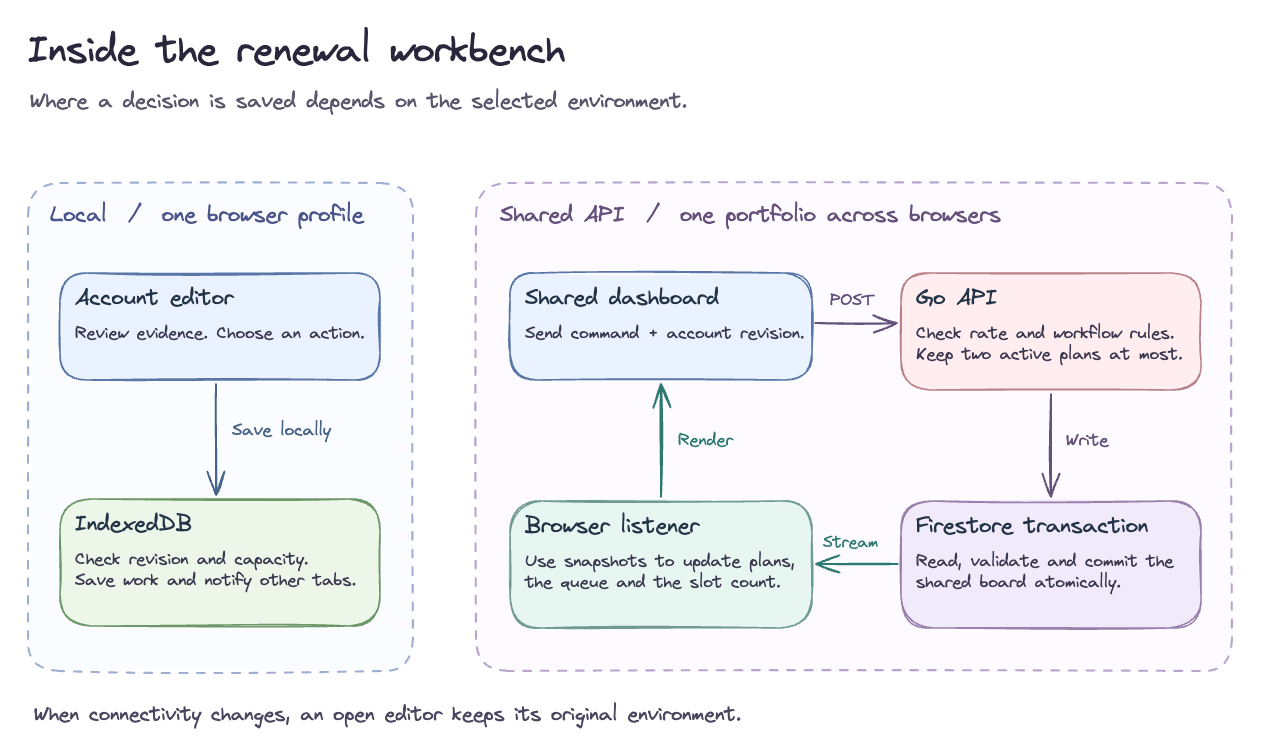 Inside the renewal workbench
Where a decision is saved depends on the selected environment.
Local / one browser profile
Account editor
Review evidence. Choose an action.
Save locally
IndexedDB
Check revision and capacity.
Save work and notify other tabs.
Shared API / one portfolio across browsers
Shared dashboard
Send command + account revision.
POST
Go API
Check rate and workflow rules.
Keep two active plans at most.
Render
Write
Browser listener
Use snapshots to update plans,
the queue and the slot count.
Stream
Firestore transaction
Read, validate and commit the
shared board atomically.
When connectivity changes, an open editor keeps its original environment.